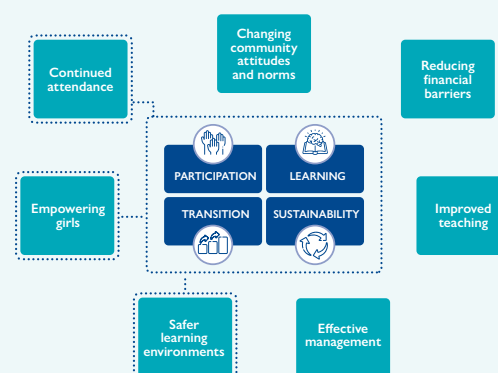 Changing
community
attitudes
and norms
Continued
attendance
Reducing
financial
barriers
PARTICIPATION
LEARNING
Empowering
girls
TRANSITION
SUSTAINABILITY
Improved
teaching
Safer
learning
environments
Effective
management